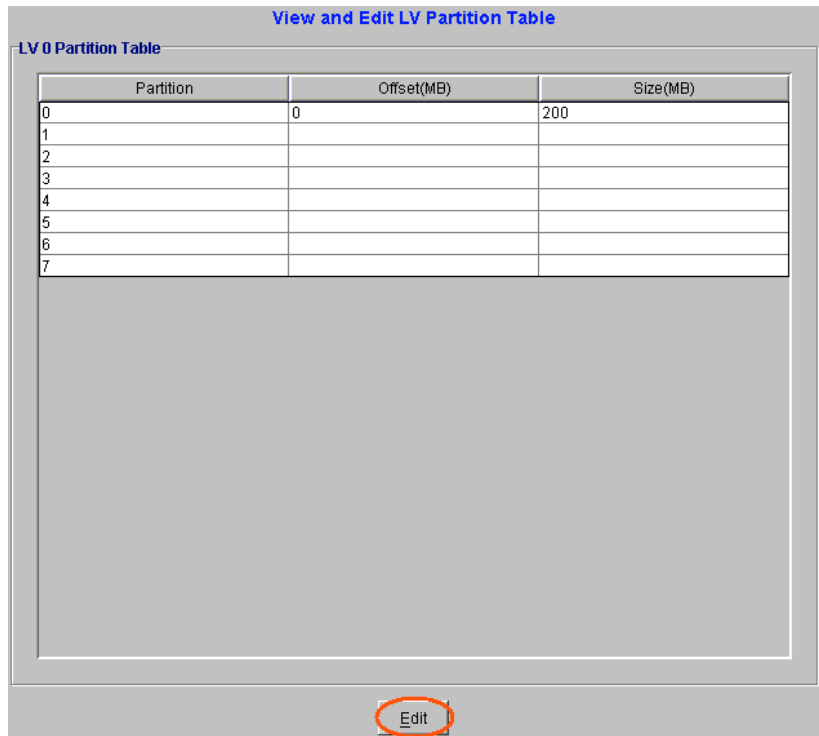 View and Edit LV Partition Table
LV 0 Partition Table
Partition Offset(MB) Size(MB)
0 0 200
1
2
3
4
5
6
7
Edit